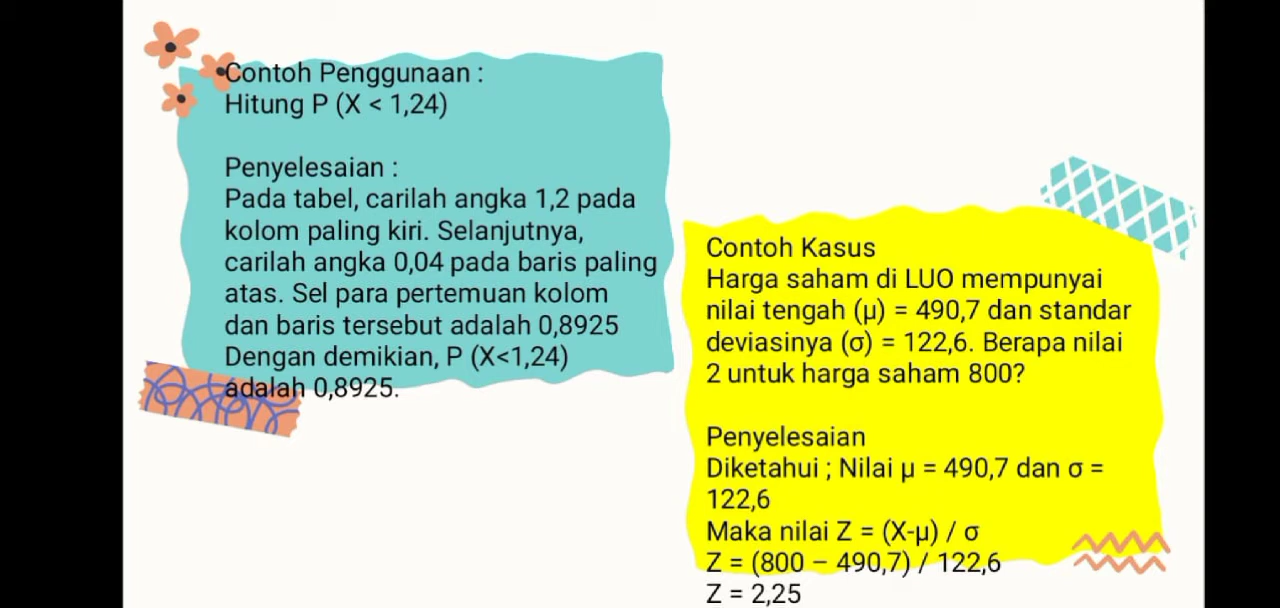 Contoh Penggunaan :
Hitung P (X < 1,24)
Penyelesaian :
Pada tabel, carilah angka 1,2 pada
kolom paling kiri. Selanjutnya,
carilah angka 0,04 pada baris paling
atas. Sel para pertemuan kolom
dan baris tersebut adalah 0,8925
Dengan demikian, P (X<1,24)
adalah 0,8925.
Contoh Kasus
Harga saham di LUO mempunyai
nilai tengah (μ) = 490,7 dan standar
deviasinya (σ) = 122,6. Berapa nilai
2 untuk harga saham 800?
Penyelesaian
Diketahui ; Nilai μ = 490,7 dan σ =
122,6
Maka nilai Z = (X-μ) / σ
Z = (800 – 490,7) / 122,6
Z = 2,25